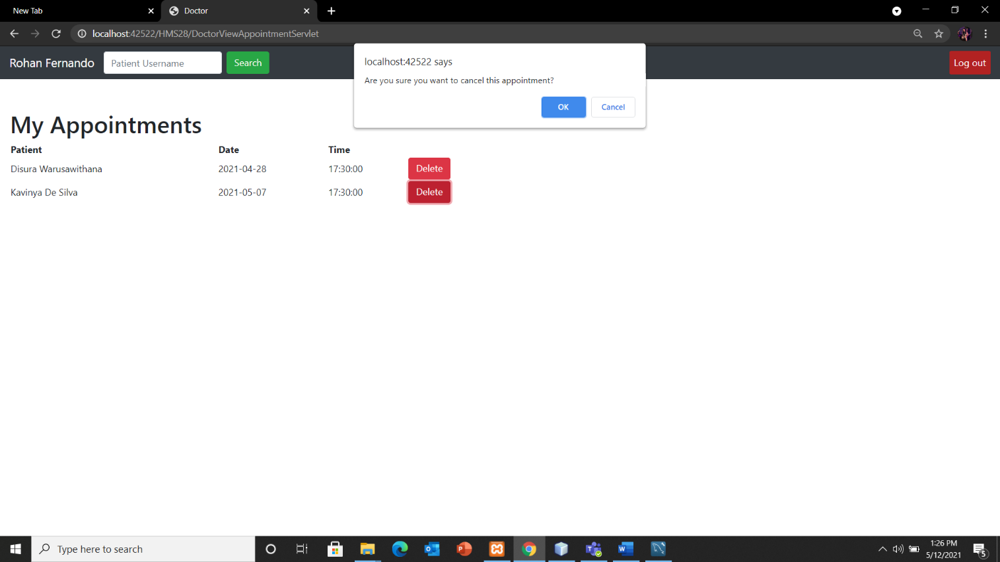 New Tab
Doctor
localhost:42522/HMS28/DoctorViewAppointmentServlet
Rohan Fernando
Patient Username
Search
Log out
localhost:42522 says
Are you sure you want to cancel this appointment?
OK
Cancel
My Appointments
Patient Date Time
Disura Warusawithana 2021-04-28 17:30:00 Delete
Kavinya De Silva 2021-05-07 17:30:00 Delete
Type here to search
1:26 PM
5/12/2021
5